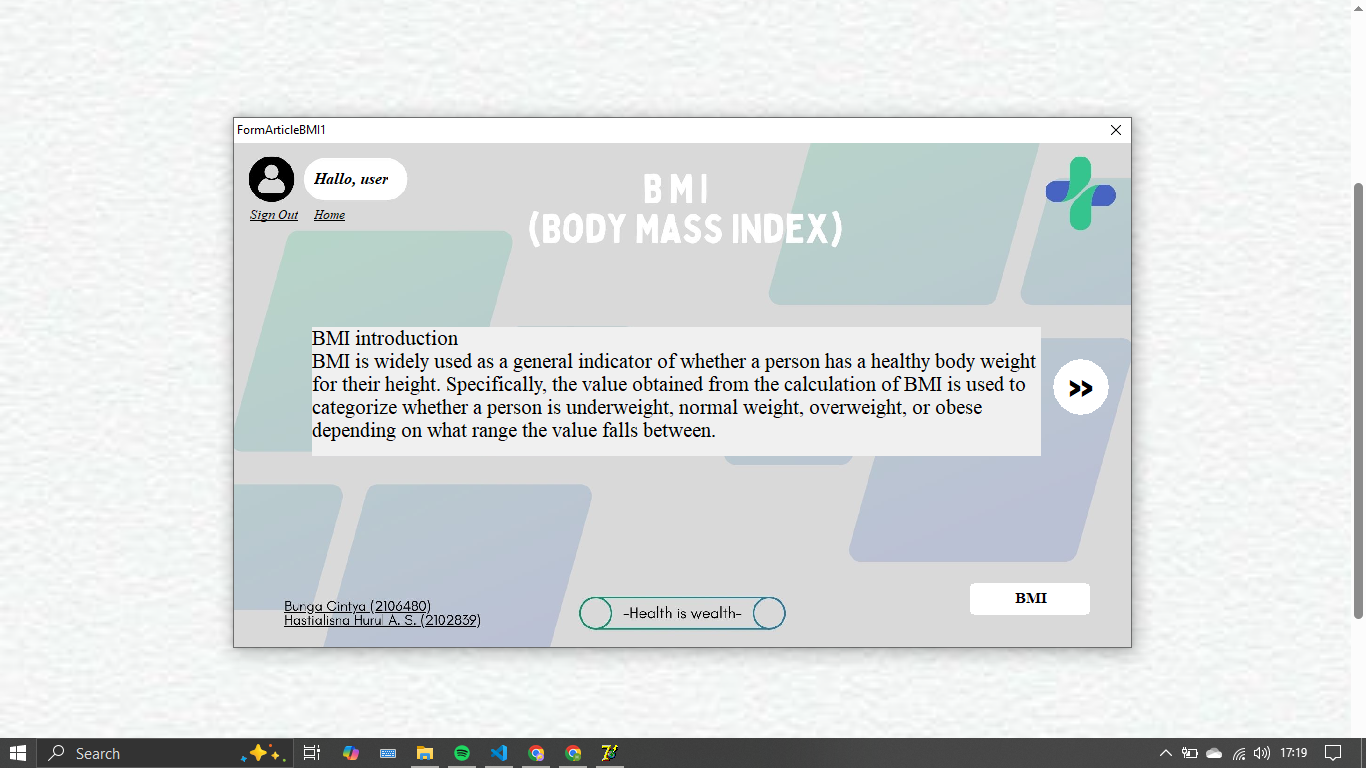 FormArticleBMI1
Hallo, user
Sign Out Home
BMI
(BODY MASS INDEX)
BMI introduction
BMI is widely used as a general indicator of whether a person has a healthy body weight
for their height. Specifically, the value obtained from the calculation of BMI is used to
categorize whether a person is underweight, normal weight, overweight, or obese
depending on what range the value falls between.
>>
BMI
Bunga Cintya (2106480)
Hastialisna Hurul A. S. (2102839)
-Health is wealth-
Search
17:19